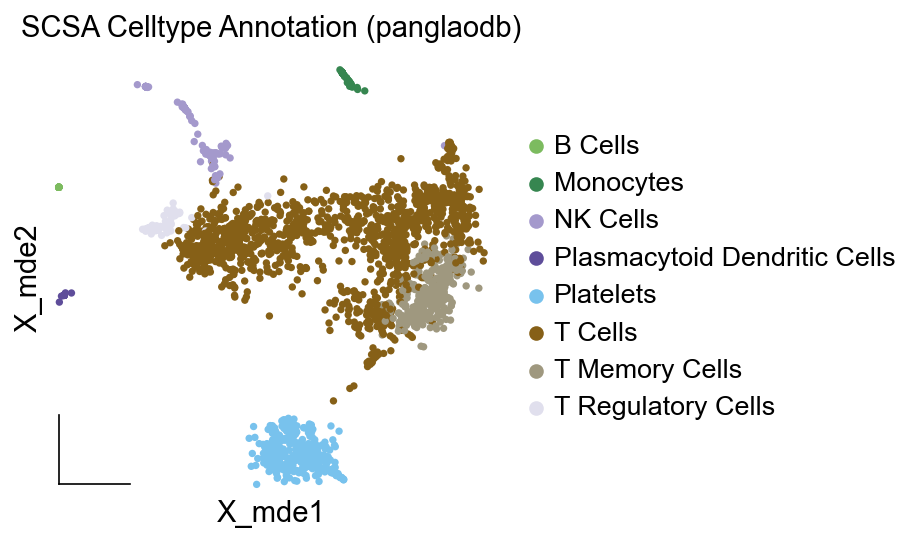 SCSA Celltype Annotation (panglaodb)
B Cells
Monocytes
NK Cells
Plasmacytoid Dendritic Cells
Platelets
T Cells
T Memory Cells
T Regulatory Cells
X_mde2
X_mde1